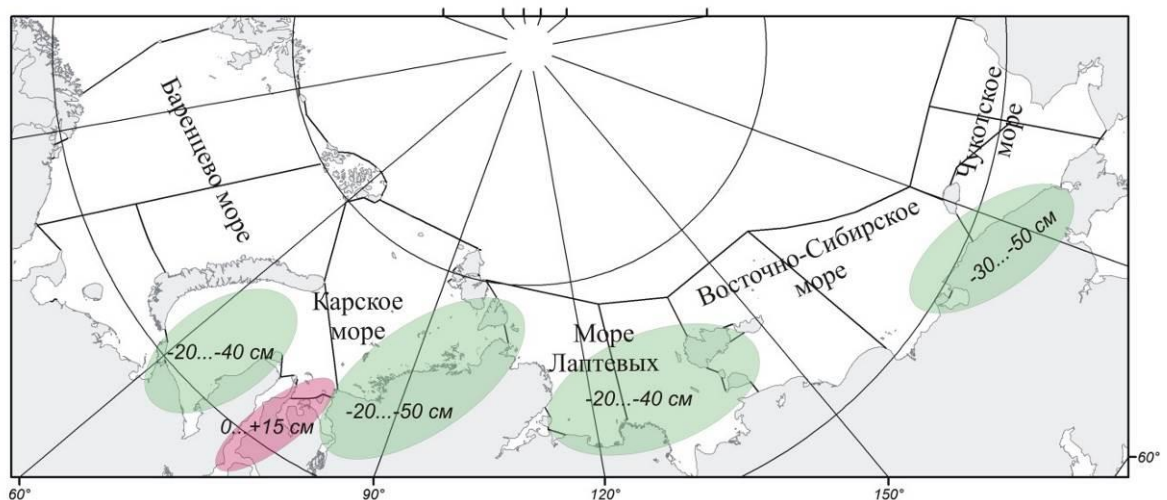 Баренцево море
Чукотское
море
Восточно-Сибирское
море
Карское
море
Море
Лаптевых
-30...-50 см
-20...-40 см
-20...-50 см
-20...-40 см
0...+15 см
60°
60°
90°
120°
150°